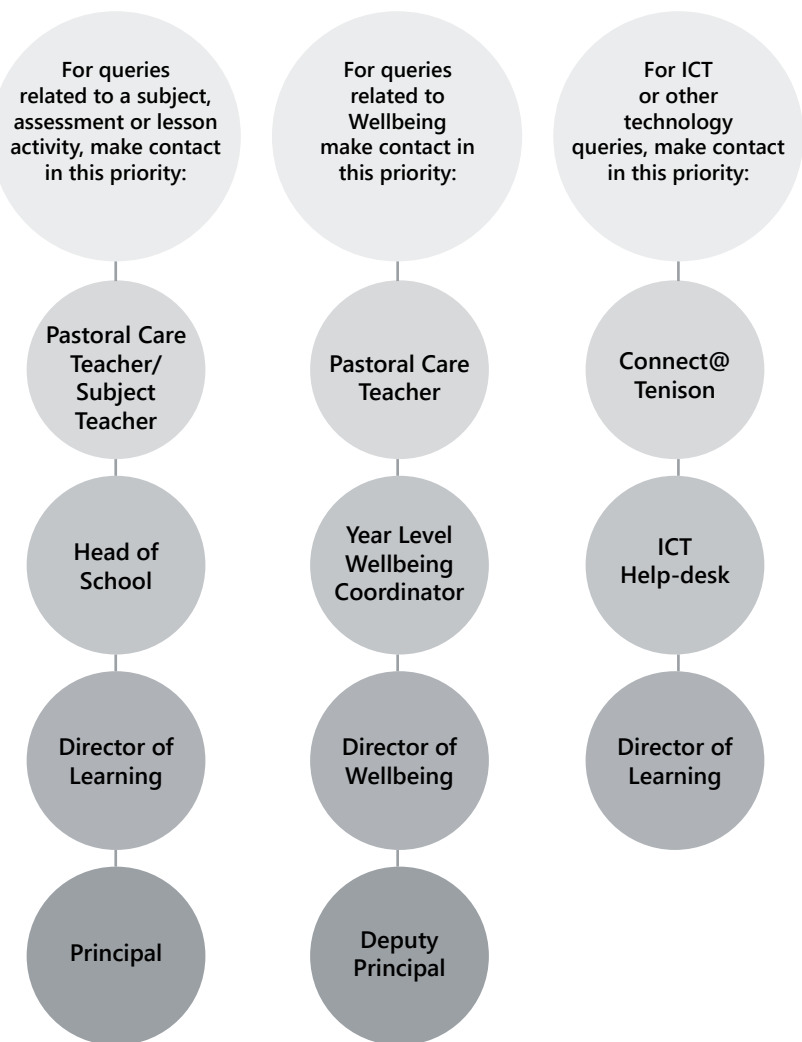 For queries
related to a subject,
assessment or lesson
activity, make contact
in this priority:
Pastoral Care
Teacher/
Subject
Teacher
Head of
School
Director of
Learning
Principal
For queries
related to
Wellbeing
make contact in
this priority:
Pastoral Care
Teacher
Year Level
Wellbeing
Coordinator
Director of
Wellbeing
Deputy
Principal
For ICT
or other
technology
queries, make contact
in this priority:
Connect@
Tenison
ICT
Help-desk
Director of
Learning